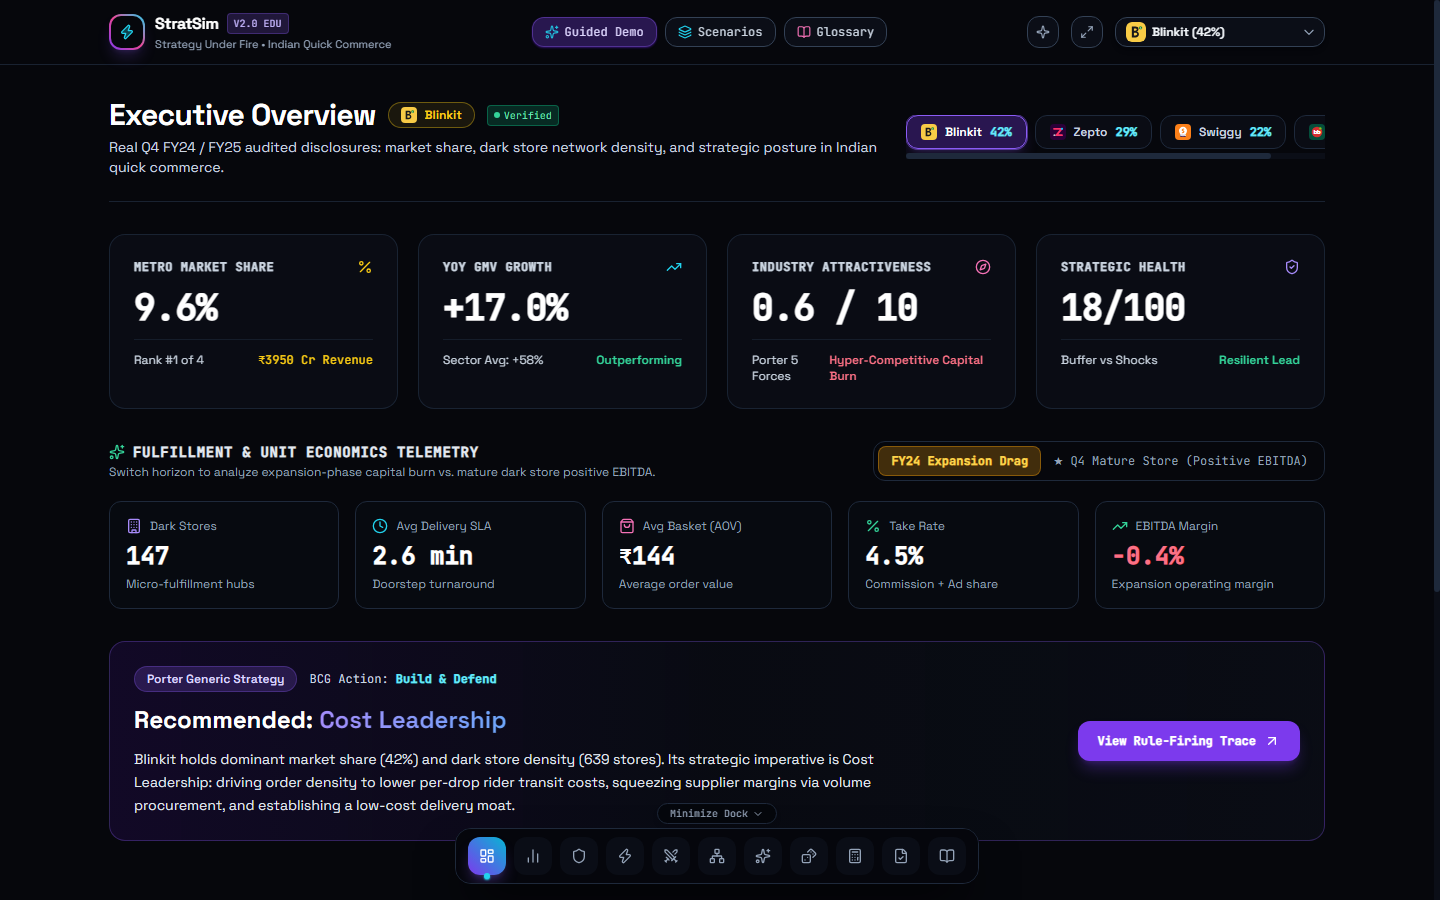 StratSim V2.0 EDU
Strategy Under Fire • Indian Quick Commerce
Guided Demo
Scenarios
Glossary
Blinkit (42%)
Executive Overview
Blinkit
Verified
Real Q4 FY24 / FY25 audited disclosures: market share, dark store network density, and strategic posture in Indian
quick commerce.
Blinkit 42%
Zepto 29%
Swiggy 22%
METRO MARKET SHARE
9.6%
Rank #1 of 4
₹3950 Cr Revenue
YOY GMV GROWTH
+17.0%
Sector Avg: +58%
Outperforming
INDUSTRY ATTRACTIVENESS
0.6 / 10
Porter 5
Forces
Hyper-Competitive Capital
Burn
STRATEGIC HEALTH
18/100
Buffer vs Shocks
Resilient Lead
FULFILLMENT & UNIT ECONOMICS TELEMETRY
Switch horizon to analyze expansion-phase capital burn vs. mature dark store positive EBITDA.
FY24 Expansion Drag
★ Q4 Mature Store (Positive EBITDA)
Dark Stores
147
Micro-fulfillment hubs
Avg Delivery SLA
2.6 min
Doorstep turnaround
Avg Basket (AOV)
₹144
Average order value
Take Rate
4.5%
Commission + Ad share
EBITDA Margin
-0.4%
Expansion operating margin
Porter Generic Strategy
BCG Action: Build & Defend
Recommended: Cost Leadership
Blinkit holds dominant market share (42%) and dark store density (639 stores). Its strategic imperative is Cost
Leadership: driving order density to lower per-drop rider transit costs, squeezing supplier margins via volume
procurement, and establishing a low-cost delivery moat.
View Rule-Firing Trace
Minimize Dock